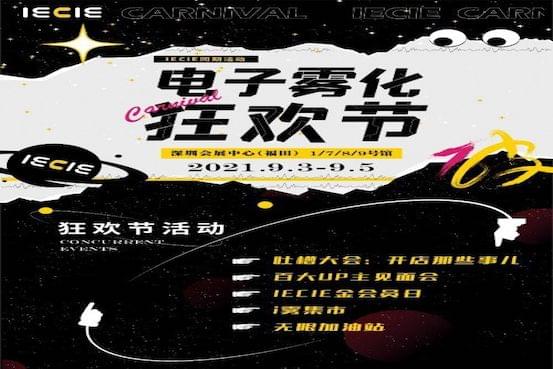 IECIE CARNIVAL IECIE CARN
IECIE同期活动
电子雾化
Carnival
狂欢节
深圳会展中心(福田) 1/7/8/9号馆
2021.9.3-9.5
IECIE
狂欢节活动
CONCURRENT
EVENTS
吐槽大会：开店那些事儿
百大UP主见面会
IECIE金会员日
i雾集市
无限加油站